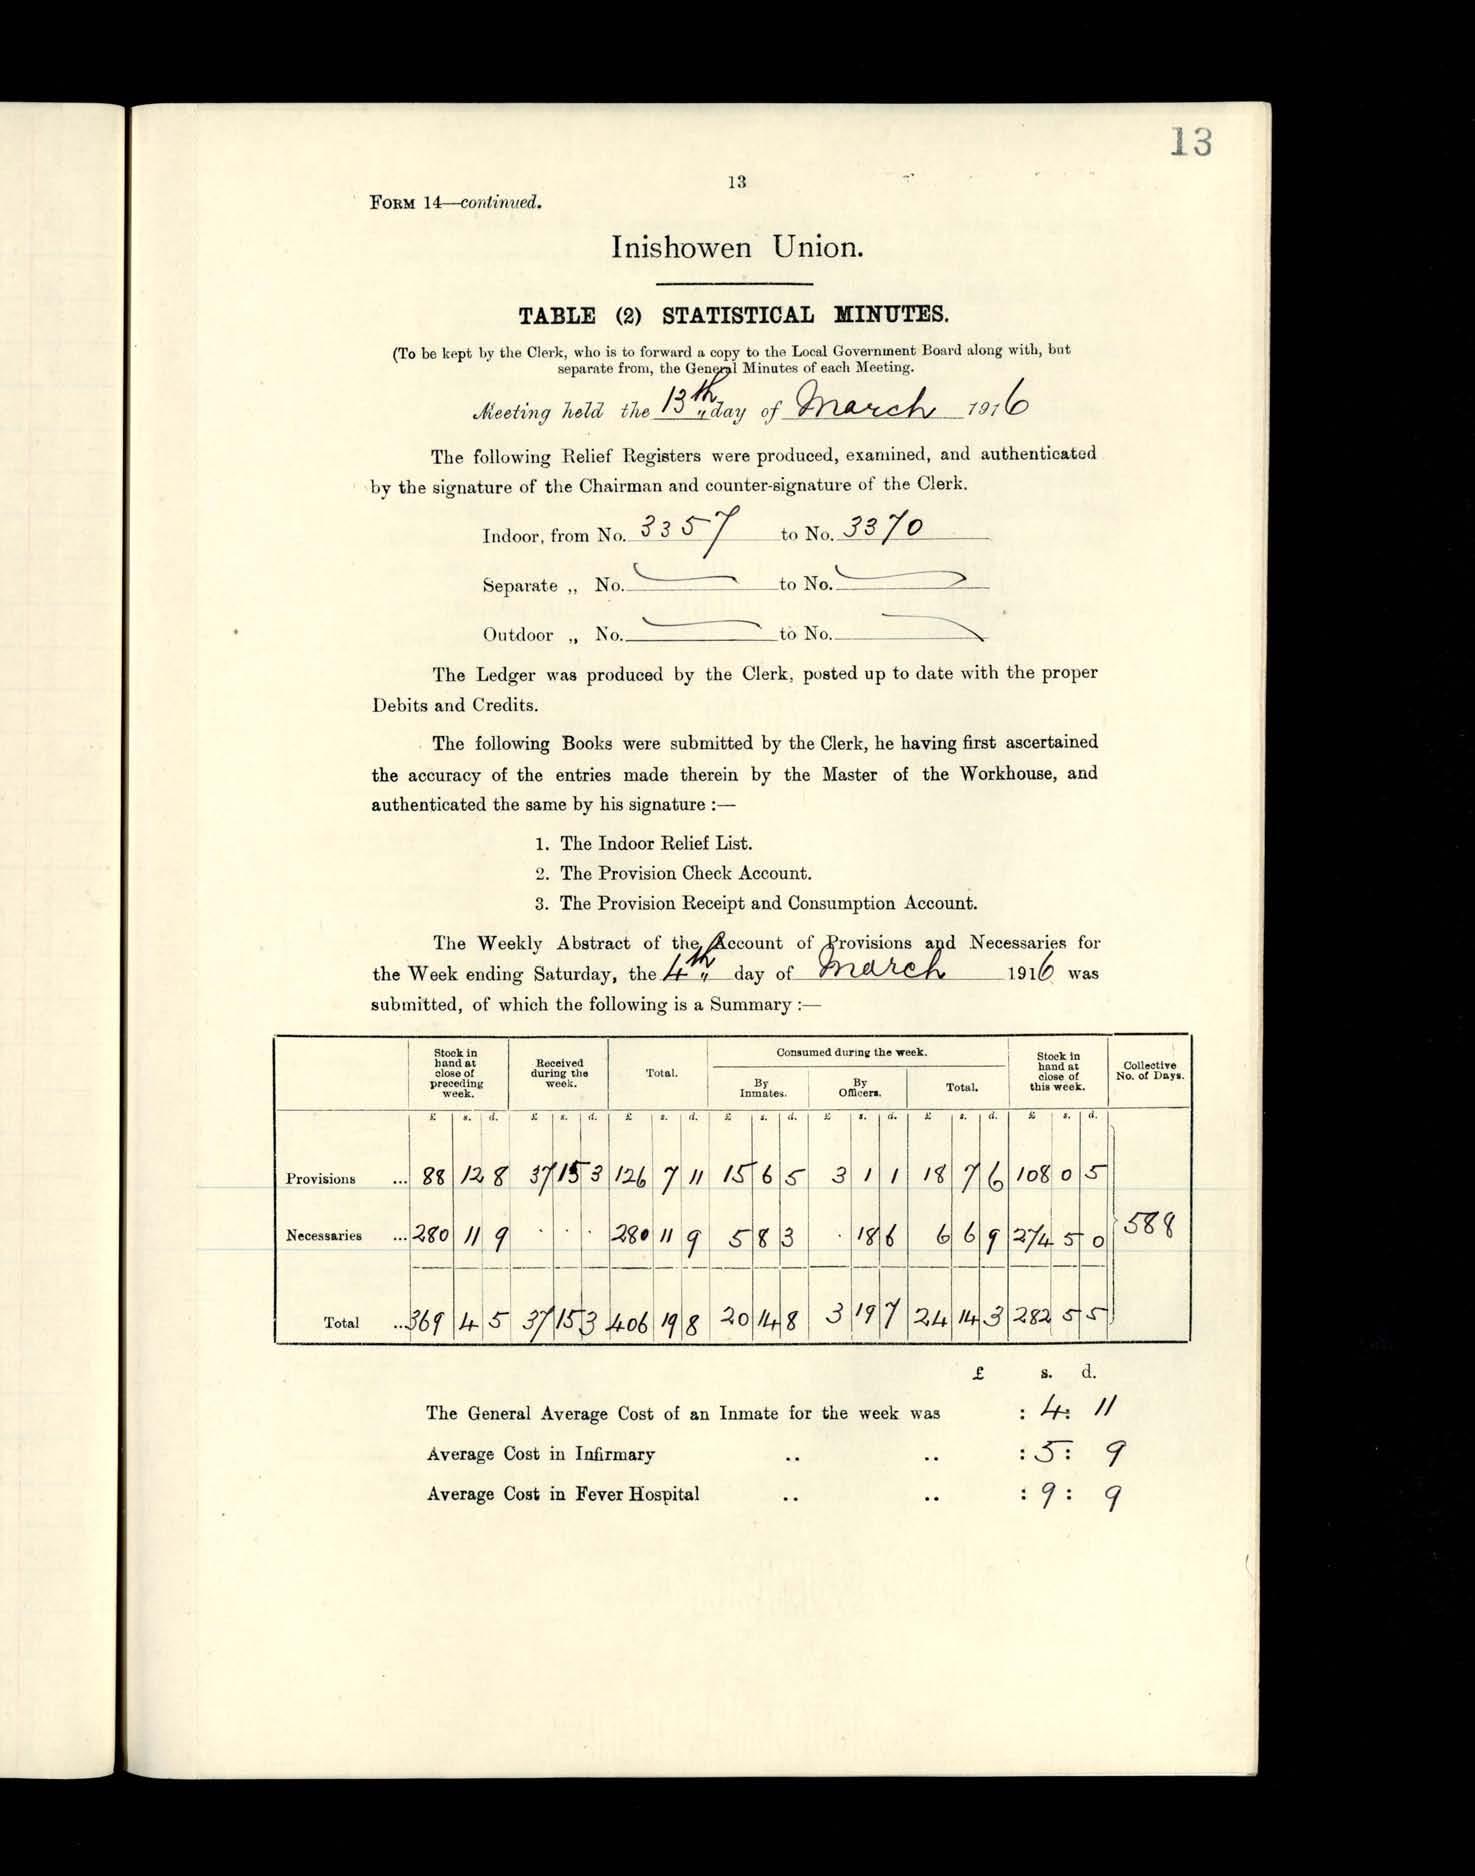 13
13
FORM 14—continued.
Inishowen Union.
TABLE (2) STATISTICAL MINUTES.
(To be kept by the Clerk, who is to forward a copy to the Local Government Board along with, but
separate from, the General Minutes of each Meeting.
Meeting held the 13th day of March 1916
The following Relief Registers were produced, examined, and authenticated
by the signature of the Chairman and counter-signature of the Clerk.
Indoor, from No. 3357 to No. 3370
Separate ,, No. to No.
Outdoor ,, No. to No.
The Ledger was produced by the Clerk, posted up to date with the proper
Debits and Credits.
The following Books were submitted by the Clerk, he having first ascertained
the accuracy of the entries made therein by the Master of the Workhouse, and
authenticated the same by his signature :—
1. The Indoor Relief List.
2. The Provision Check Account.
3. The Provision Receipt and Consumption Account.
The Weekly Abstract of the Account of Provisions and Necessaries for
the Week ending Saturday, the 4th day of March 1916 was
submitted, of which the following is a Summary :—
Stock in hand at close of preceding week. Received during the week. Total. Consumed during the week. Stock in hand at close of this week. Collective No. of Days.
By Inmates. By Officers. Total.
£ s. d. £ s. d. £ s. d. £ s. d. £ s. d. £ s. d. £ s. d.
Provisions ... 88 12 8 37 15 3 126 7 11 15 6 5 3 1 1 18 7 6 108 0 5
Necessaries ... 280 11 9 . . . 280 11 9 5 8 3 . 18 6 6 6 9 274 5 0 588
Total ... 369 4 5 37 15 3 406 19 8 20 14 8 3 19 7 24 14 3 282 5 5
£ s. d.
The General Average Cost of an Inmate for the week was : 4: 11
Average Cost in Infirmary .. .. : 5: 9
Average Cost in Fever Hospital .. .. : 9: 9